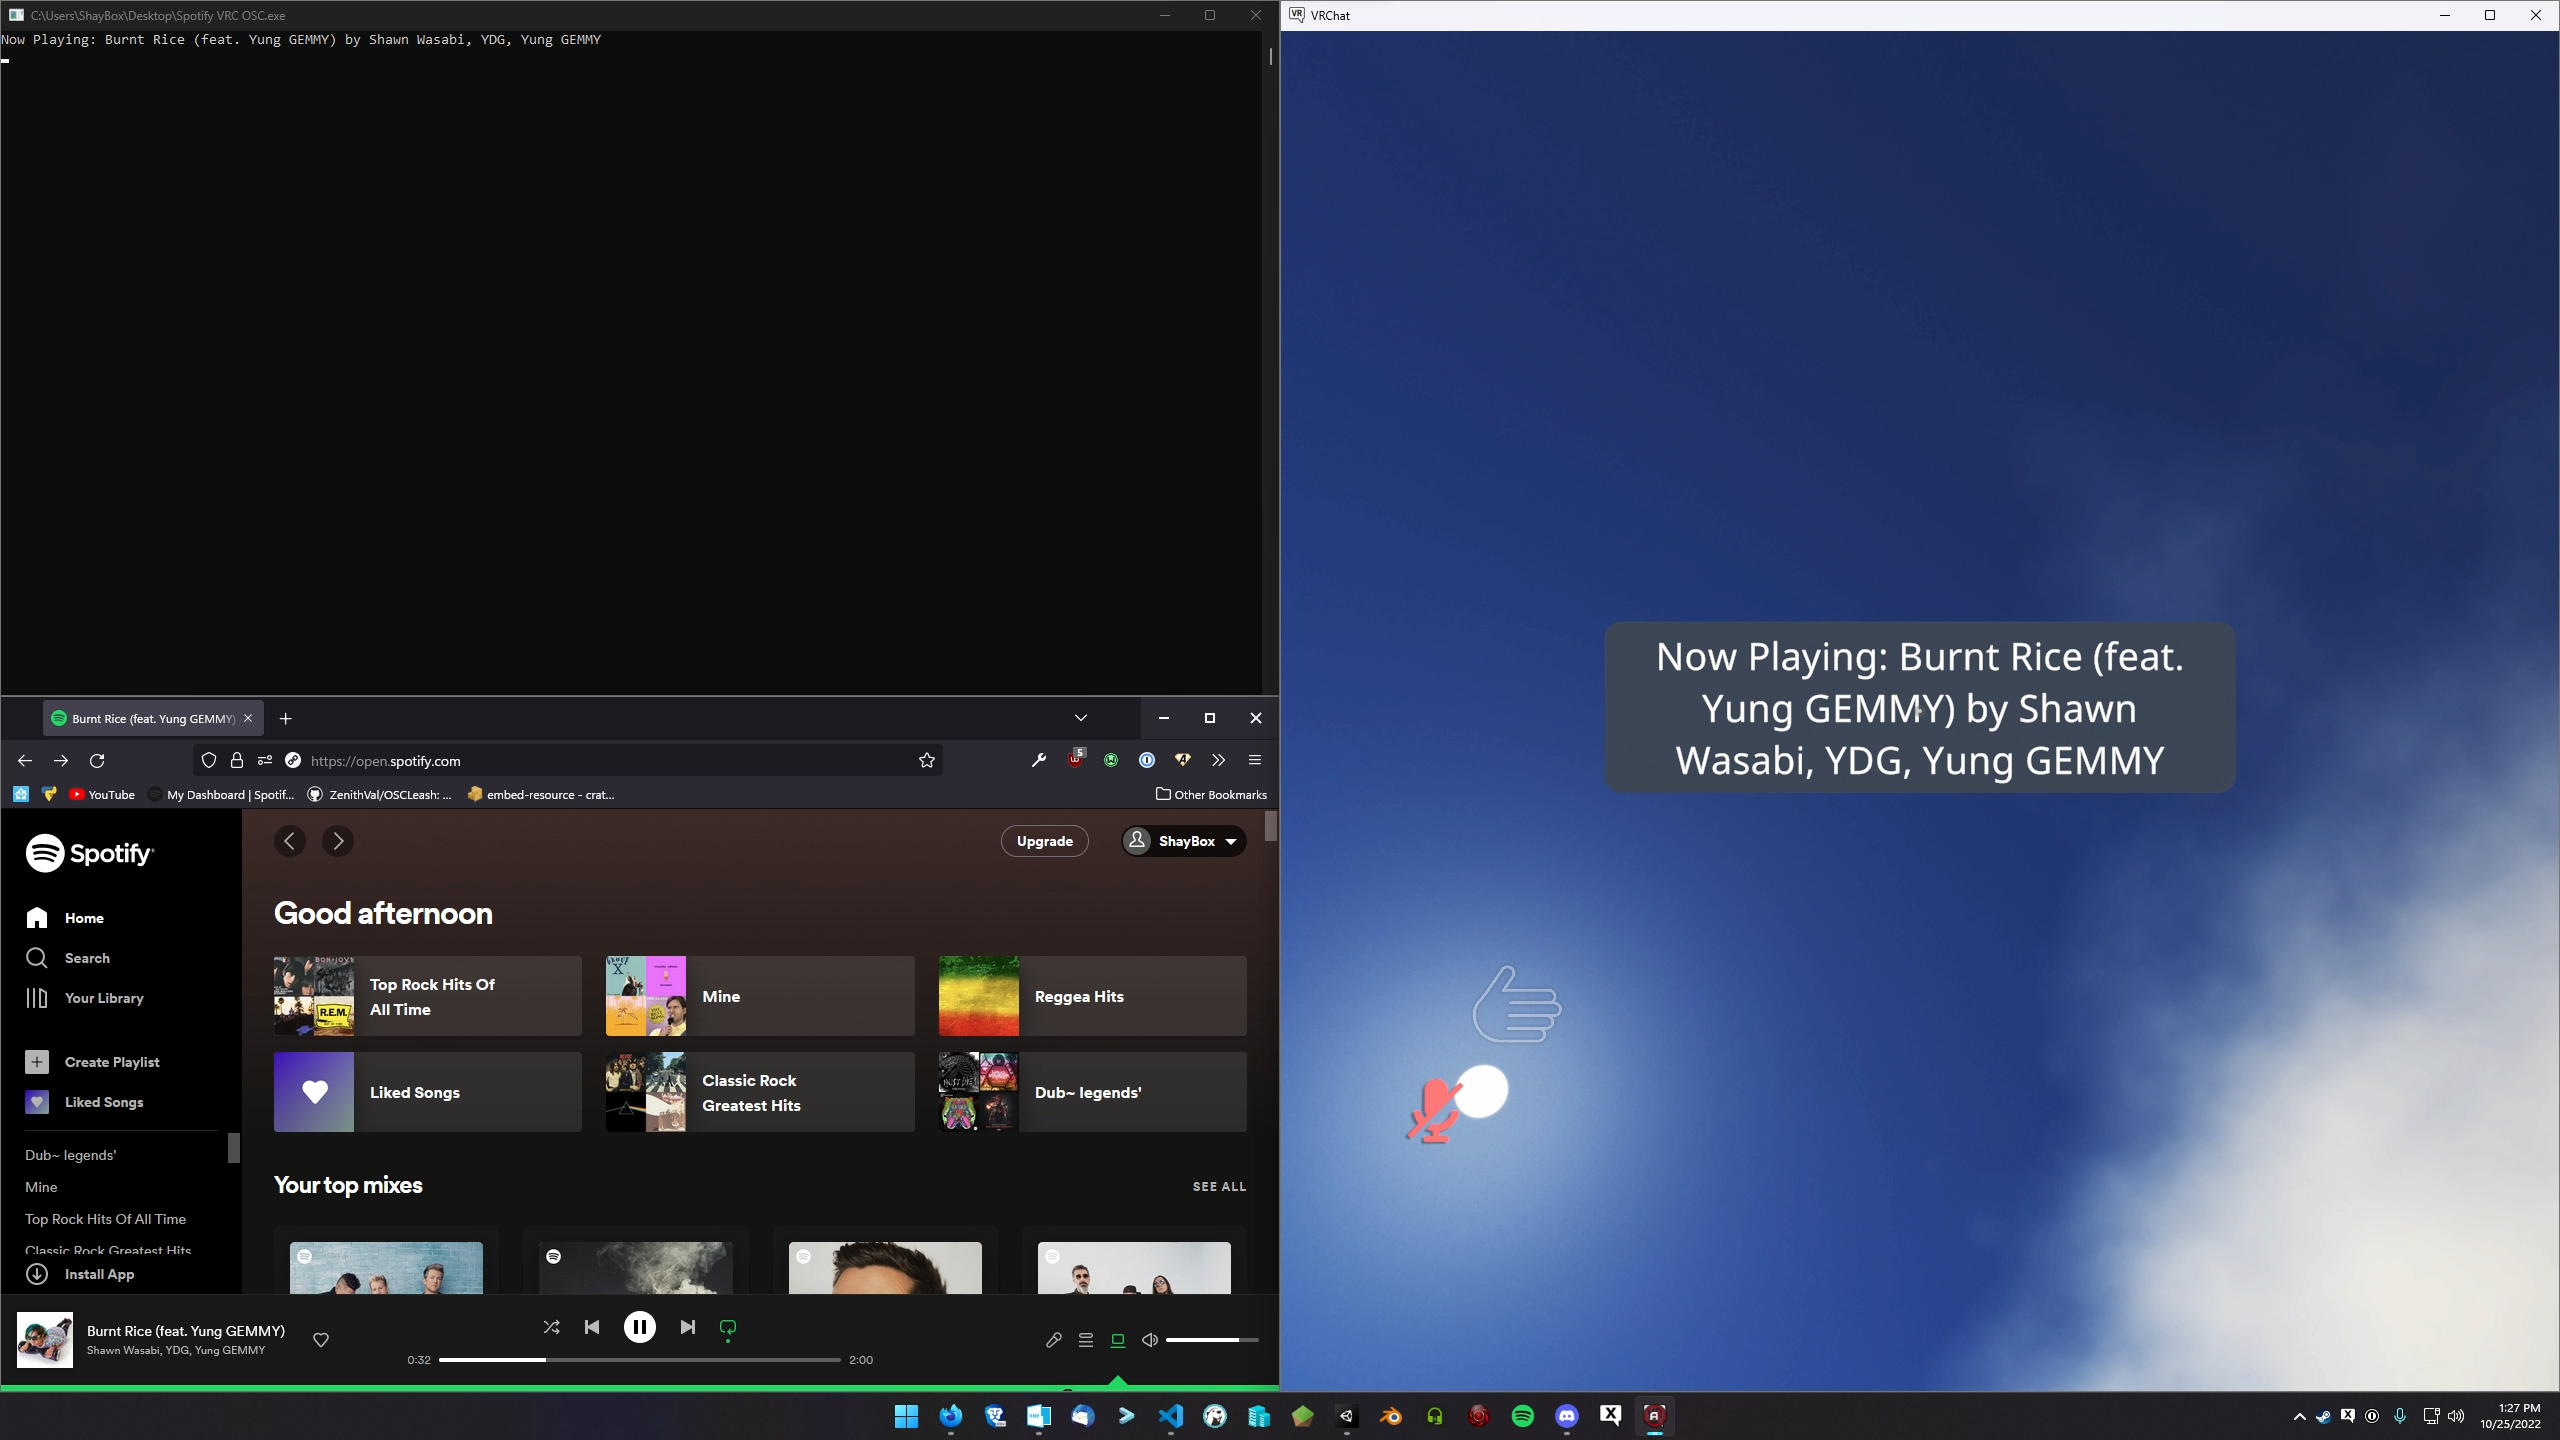 C:\Users\ShayBox\Desktop\Spotify VRC OSC.exe
Now Playing: Burnt Rice (feat. Yung GEMMY) by Shawn Wasabi, YDG, Yung GEMMY
Burnt Rice (feat. Yung GEMMY)
5
https://open.spotify.com
YouTube
My Dashboard | Spotif...
ZenithVal/OSCLeash: ...
embed-resource - crat...
Other Bookmarks
Spotify
Home
Search
Your Library
Create Playlist
Liked Songs
Dub~ legends'
Mine
Top Rock Hits Of All Time
Classic Rock Greatest Hits
Install App
Upgrade
ShayBox
Good afternoon
BON JOVI
R.E.M.
Top Rock Hits Of
All Time
Mine
Reggea Hits
Liked Songs
Classic Rock
Greatest Hits
Dub~ legends'
Your top mixes
SEE ALL
Burnt Rice (feat. Yung GEMMY)
Shawn Wasabi, YDG, Yung GEMMY
0:32
2:00
VRChat
Now Playing: Burnt Rice (feat.
Yung GEMMY) by Shawn
Wasabi, YDG, Yung GEMMY
1:27 PM
10/25/2022